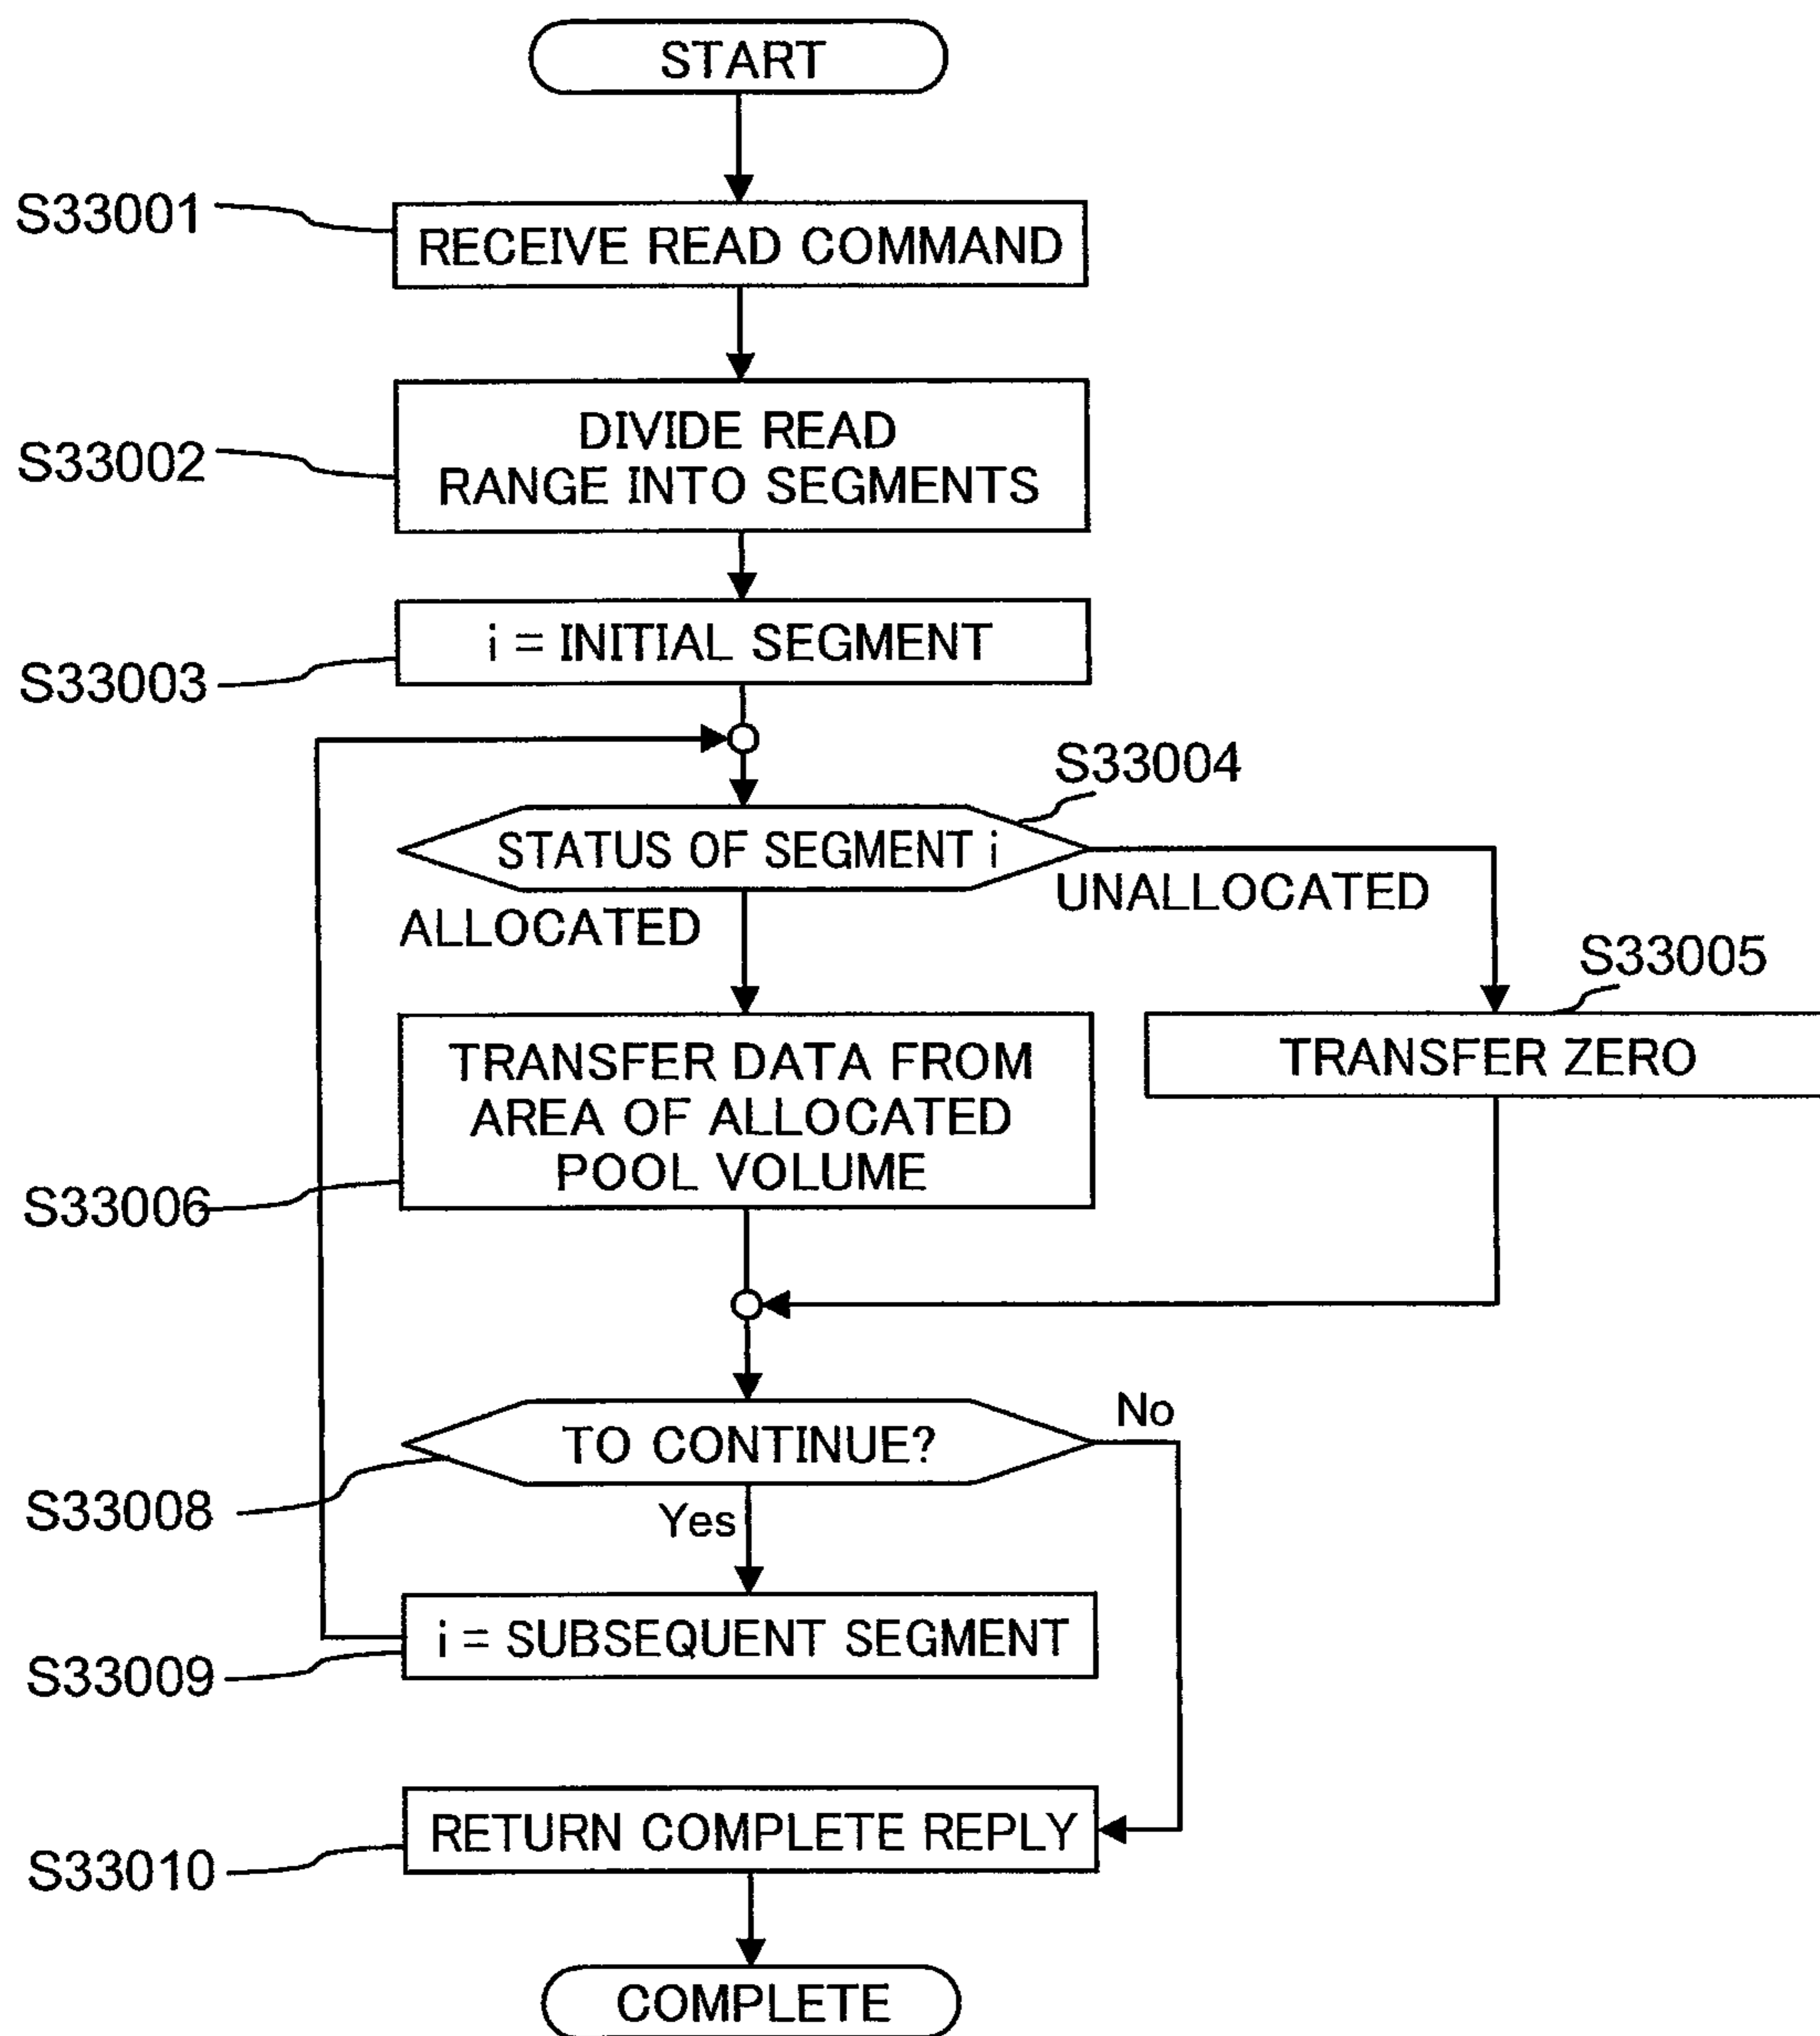 START
S33001
RECEIVE READ COMMAND
S33002
DIVIDE READ
RANGE INTO SEGMENTS
S33003
i = INITIAL SEGMENT
S33004
STATUS OF SEGMENT i
UNALLOCATED
ALLOCATED
S33005
TRANSFER ZERO
TRANSFER DATA FROM
AREA OF ALLOCATED
POOL VOLUME
S33006
No
TO CONTINUE?
S33008
Yes
i = SUBSEQUENT SEGMENT
S33009
RETURN COMPLETE REPLY
S33010
COMPLETE